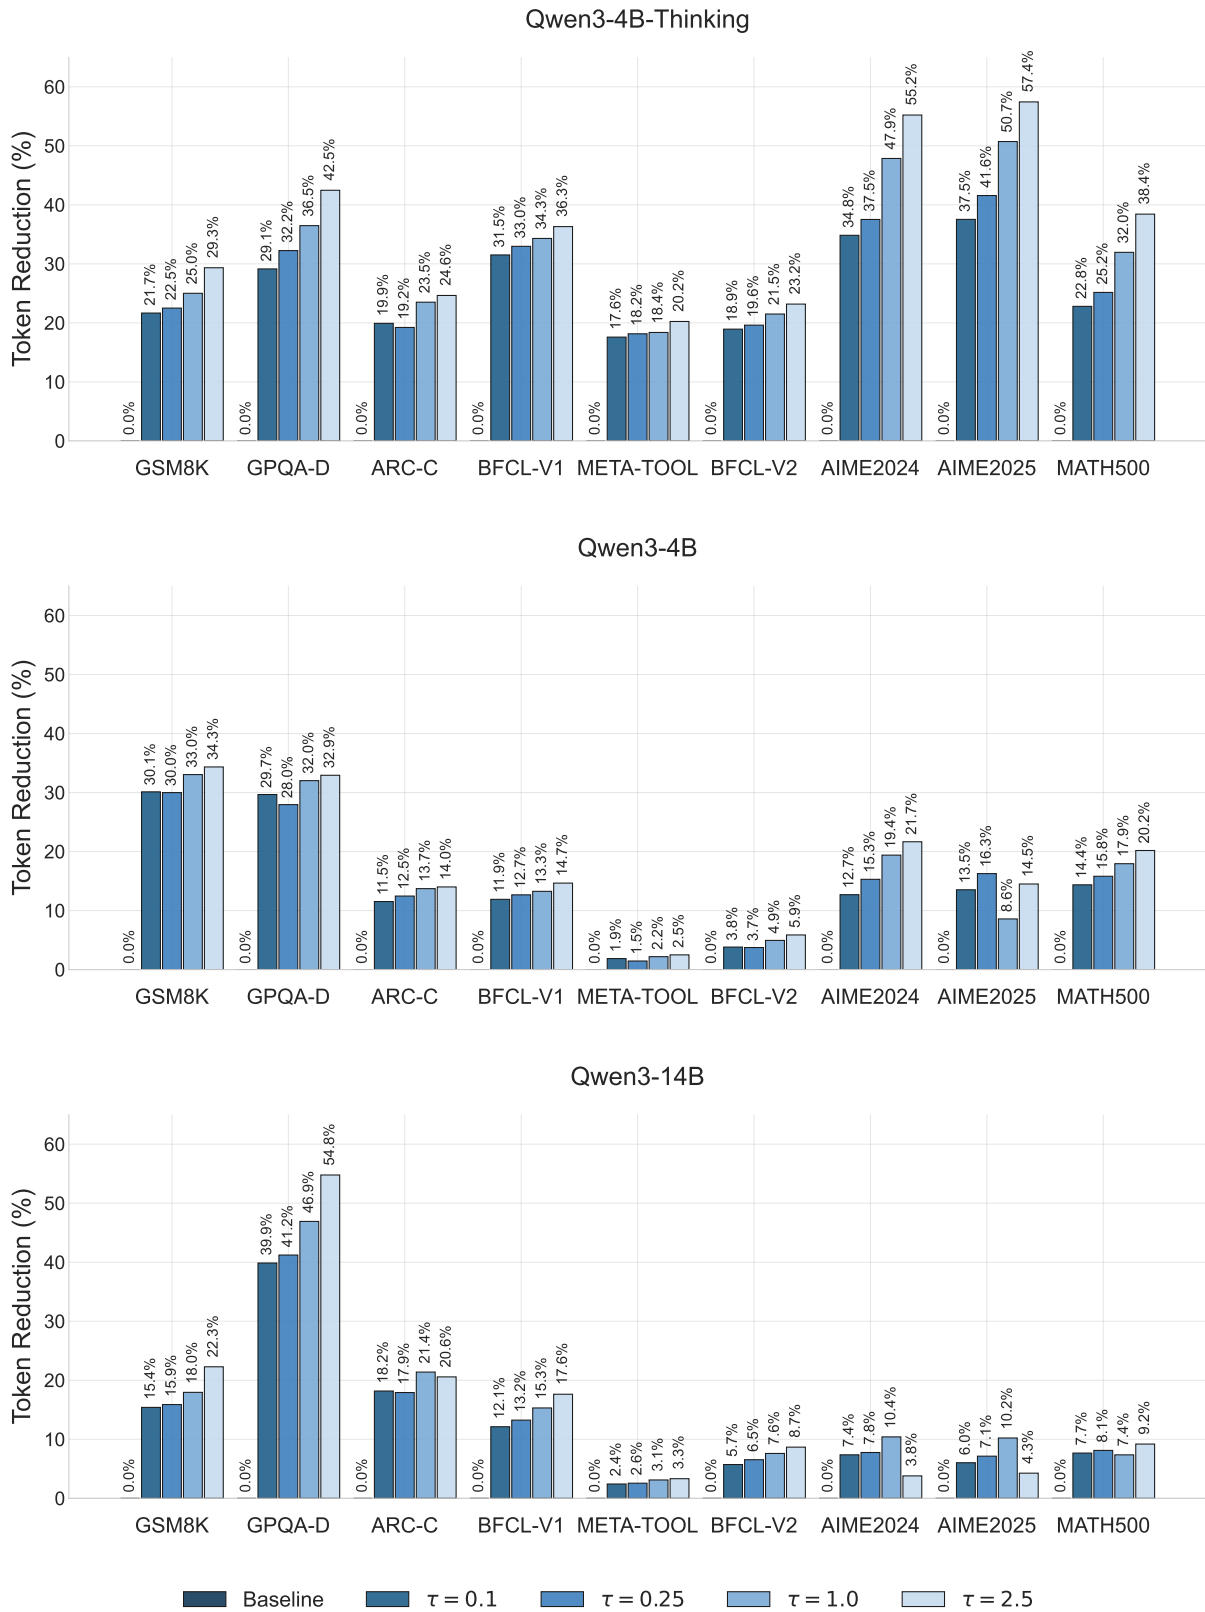 Qwen3-4B-Thinking
Token Reduction (%)
60
50
40
30
20
10
0
0.0% 21.7% 22.5% 25.0% 29.3%
0.0% 29.1% 32.2% 36.5% 42.5%
0.0% 19.9% 19.2% 23.5% 24.6%
0.0% 31.5% 33.0% 34.3% 36.3%
0.0% 17.6% 18.2% 18.4% 20.2%
0.0% 18.9% 19.6% 21.5% 23.2%
0.0% 34.8% 37.5% 47.9% 55.2%
0.0% 37.5% 41.6% 50.7% 57.4%
0.0% 22.8% 25.2% 32.0% 38.4%
GSM8K GPQA-D ARC-C BFCL-V1 META-TOOL BFCL-V2 AIME2024 AIME2025 MATH500
Qwen3-4B
Token Reduction (%)
60
50
40
30
20
10
0
0.0% 30.1% 30.0% 33.0% 34.3%
0.0% 29.7% 28.0% 32.0% 32.9%
0.0% 11.5% 12.5% 13.7% 14.0%
0.0% 11.9% 12.7% 13.3% 14.7%
0.0% 1.9% 1.5% 2.2% 2.5%
0.0% 3.8% 3.7% 4.9% 5.9%
0.0% 12.7% 15.3% 19.4% 21.7%
0.0% 13.5% 16.3% 8.6% 14.5%
0.0% 14.4% 15.8% 17.9% 20.2%
GSM8K GPQA-D ARC-C BFCL-V1 META-TOOL BFCL-V2 AIME2024 AIME2025 MATH500
Qwen3-14B
Token Reduction (%)
60
50
40
30
20
10
0
0.0% 15.4% 15.9% 18.0% 22.3%
0.0% 39.9% 41.2% 46.9% 54.8%
0.0% 18.2% 17.9% 21.4% 20.6%
0.0% 12.1% 13.2% 15.3% 17.6%
0.0% 2.4% 2.6% 3.1% 3.3%
0.0% 5.7% 6.5% 7.6% 8.7%
0.0% 7.4% 7.8% 10.4% 3.8%
0.0% 6.0% 7.1% 10.2% 4.3%
0.0% 7.7% 8.1% 7.4% 9.2%
GSM8K GPQA-D ARC-C BFCL-V1 META-TOOL BFCL-V2 AIME2024 AIME2025 MATH500
Baseline τ = 0.1 τ = 0.25 τ = 1.0 τ = 2.5